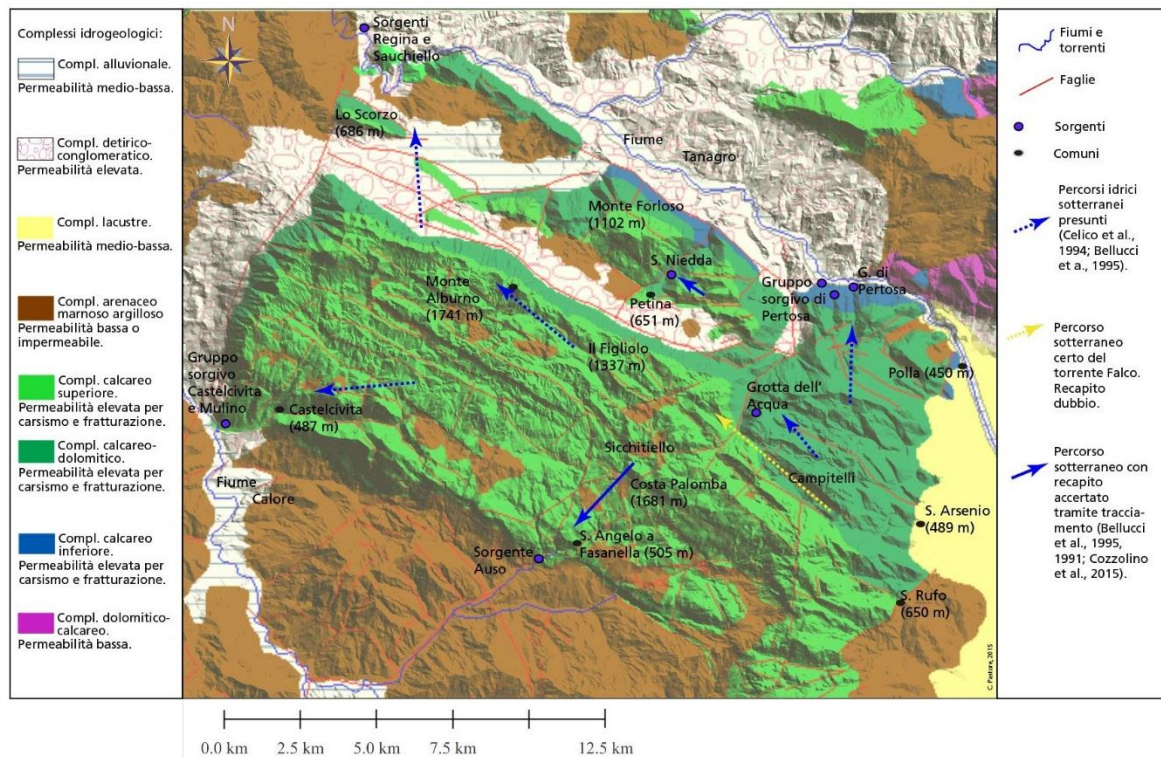 Complessi idrogeologici:
Compl. alluvionale.
Permeabilità medio-bassa.
Compl. detirico-
conglomeratico.
Permeabilità elevata.
Compl. lacustre.
Permeabilità medio-bassa.
Compl. arenaceo
marnoso argilloso
Permeabilità bassa o
impermeabile.
Compl. calcareo
superiore.
Permeabilità elevata per
carsismo e fratturazione.
Compl. calcareo-
dolomitico.
Permeabilità elevata per
carsismo e fratturazione.
Compl. calcareo
inferiore.
Permeabilità elevata per
carsismo e fratturazione.
Compl. dolomitico-
calcareo.
Permeabilità bassa.
N
Sorgenti
Regina e
Sauchiello
Lo Scorzo
(686 m)
Fiume
Tanagro
Monte Forloso
(1102 m)
S. Niedda
G. di
Pertosa
Gruppo
sorgivo di
Pertosa
Monte
Alburno
(1741 m)
Petina
(651 m)
Il Figliolo
(1337 m)
Polla (450 m)
Gruppo
sorgivo
Castelcivita
e Mulino
Castelcivita
(487 m)
Grotta dell'
Acqua
Sicchitiello
Costa Palomba
(1681 m)
Campitelli
Fiume
Calore
S. Arsenio
(489 m)
S. Angelo a
Fasanella (505 m)
Sorgente
Auso
S. Rufo
(650 m)
C. Pastore, 2015
Fiumi e
torrenti
Faglie
Sorgenti
Comuni
Percorsi idrici
sotterranei
presunti
(Celico et al.,
1994; Bellucci
et a., 1995).
Percorso
sotterraneo
certo del
torrente Falco.
Recapito
dubbio.
Percorso
sotterraneo con
recapito
accertato
tramite
tracciamento
(Bellucci
et al., 1995,
1991; Cozzolino
et al., 2015).
0.0 km 2.5 km 5.0 km 7.5 km 12.5 km